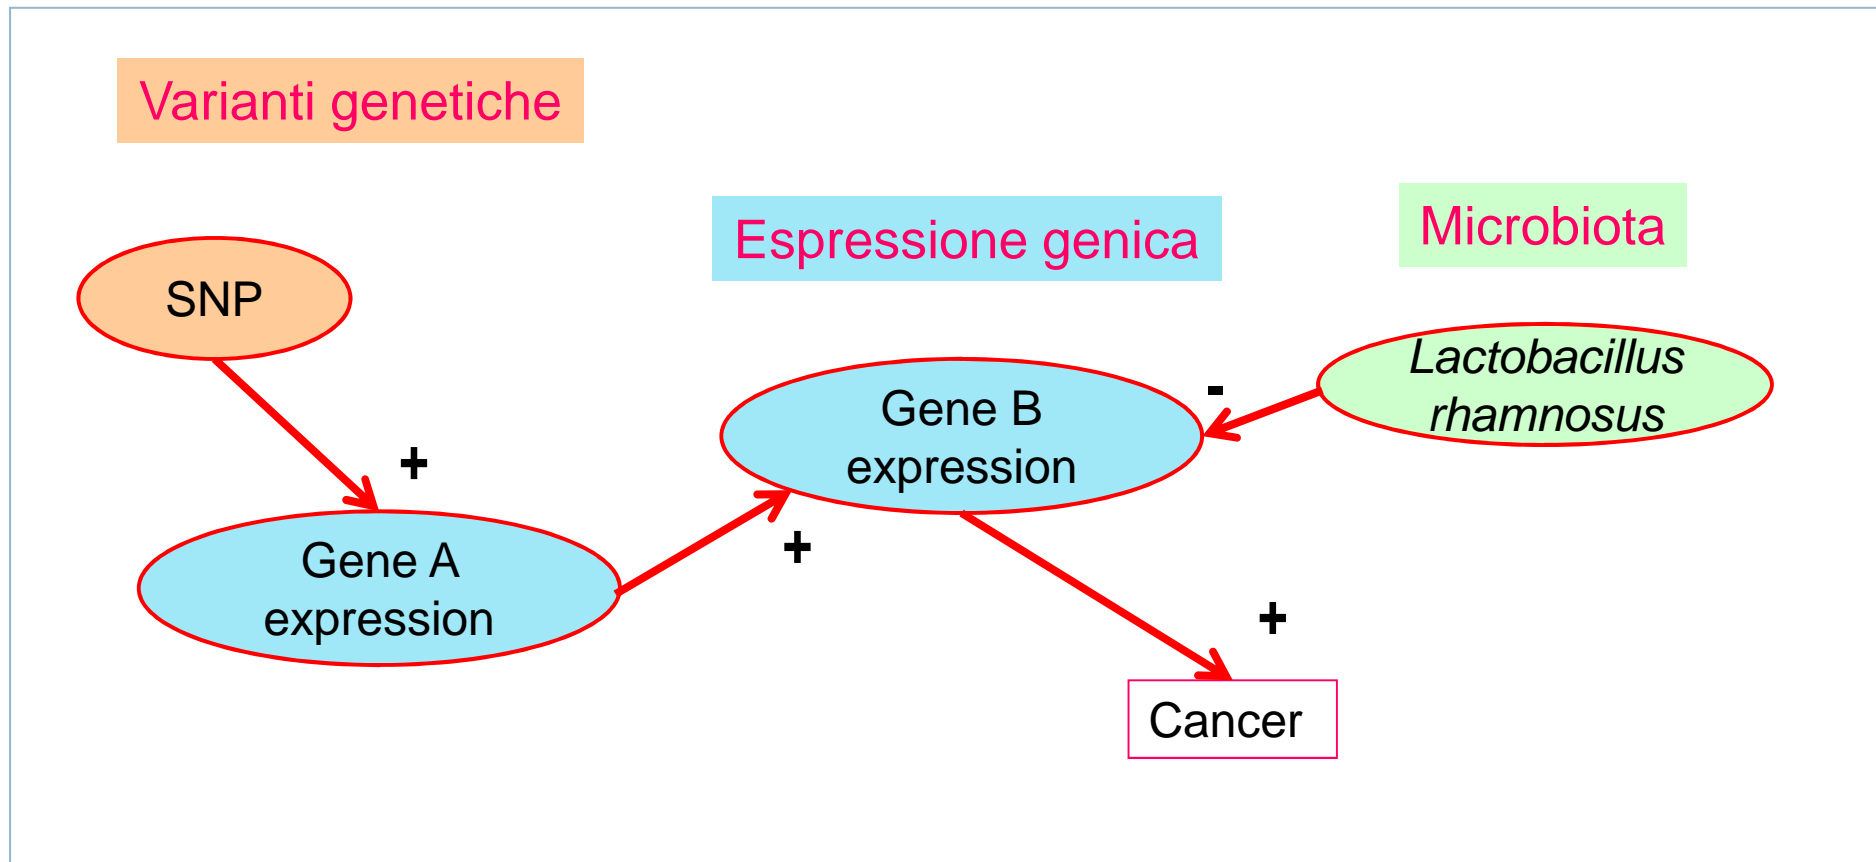 Varianti genetiche
Espressione genica
Microbiota
SNP
Lactobacillus
rhamnosus
-
Gene B
expression
+
+
Gene A
expression
+
Cancer